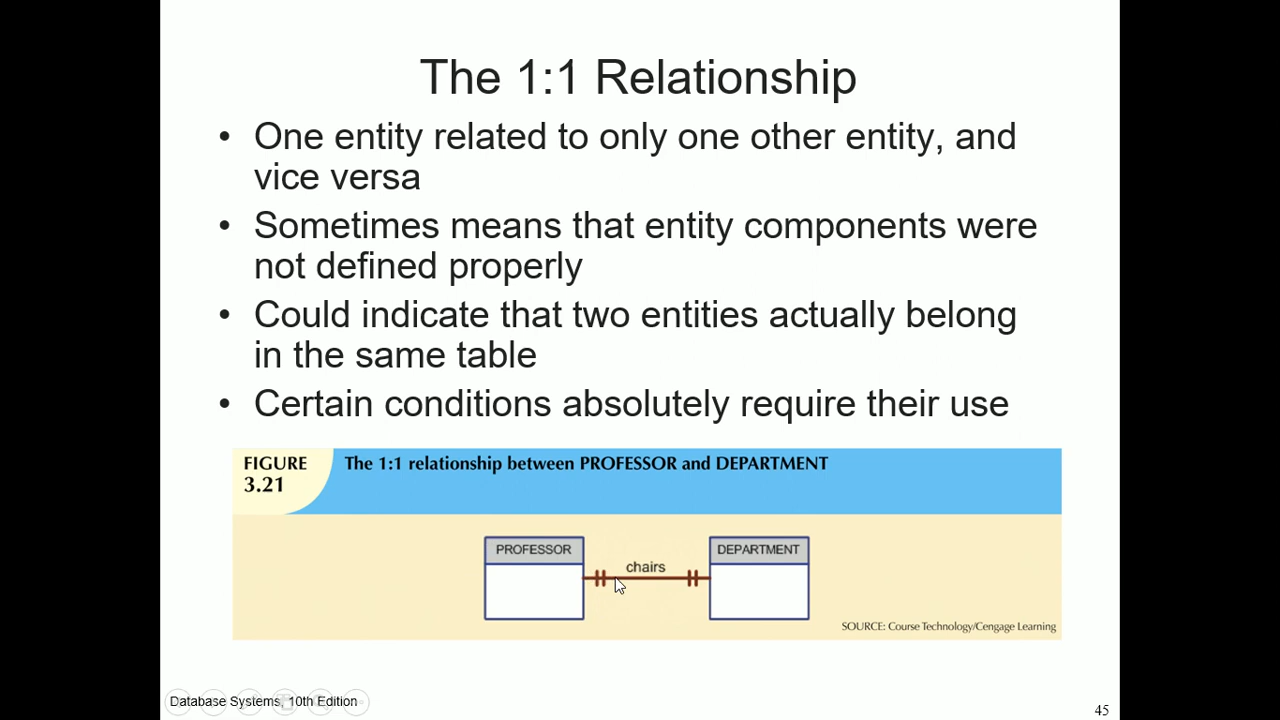 The 1:1 Relationship
• One entity related to only one other entity, and
vice versa
• Sometimes means that entity components were
not defined properly
• Could indicate that two entities actually belong
in the same table
• Certain conditions absolutely require their use
FIGURE
3.21
The 1:1 relationship between PROFESSOR and DEPARTMENT
PROFESSOR
chairs
DEPARTMENT
SOURCE: Course Technology/Cengage Learning
Database Systems, 10th Edition
45